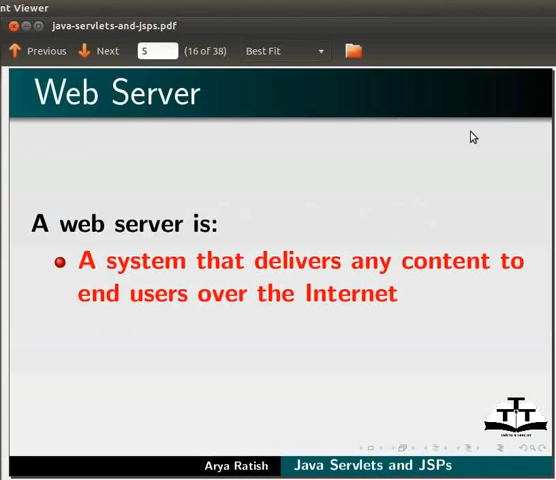 nt Viewer
java-servlets-and-jsps.pdf
Previous Next 5 (16 of 38) Best Fit
Web Server
A web server is:
A system that delivers any content to
end users over the Internet
Arya Ratish Java Servlets and JSPs